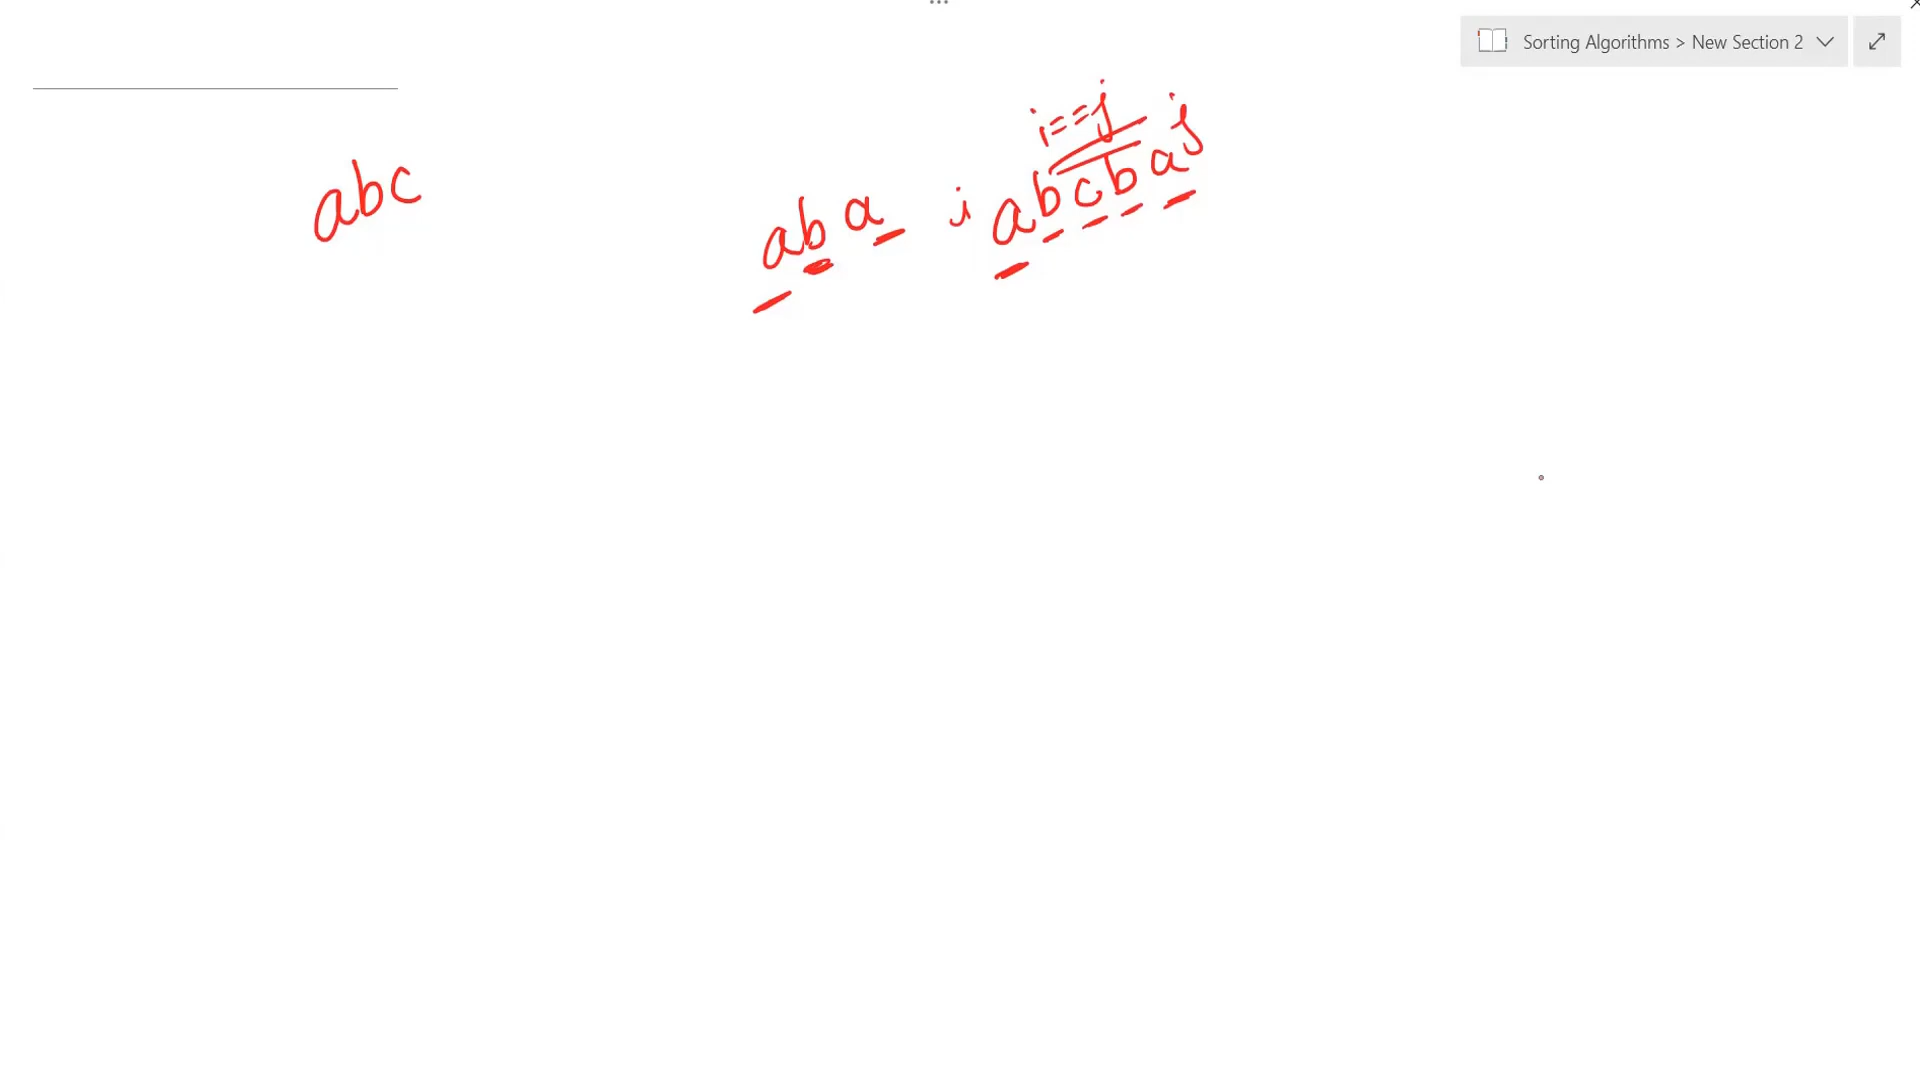 Sorting Algorithms > New Section 2
i==j
abc
aba
i abcba j